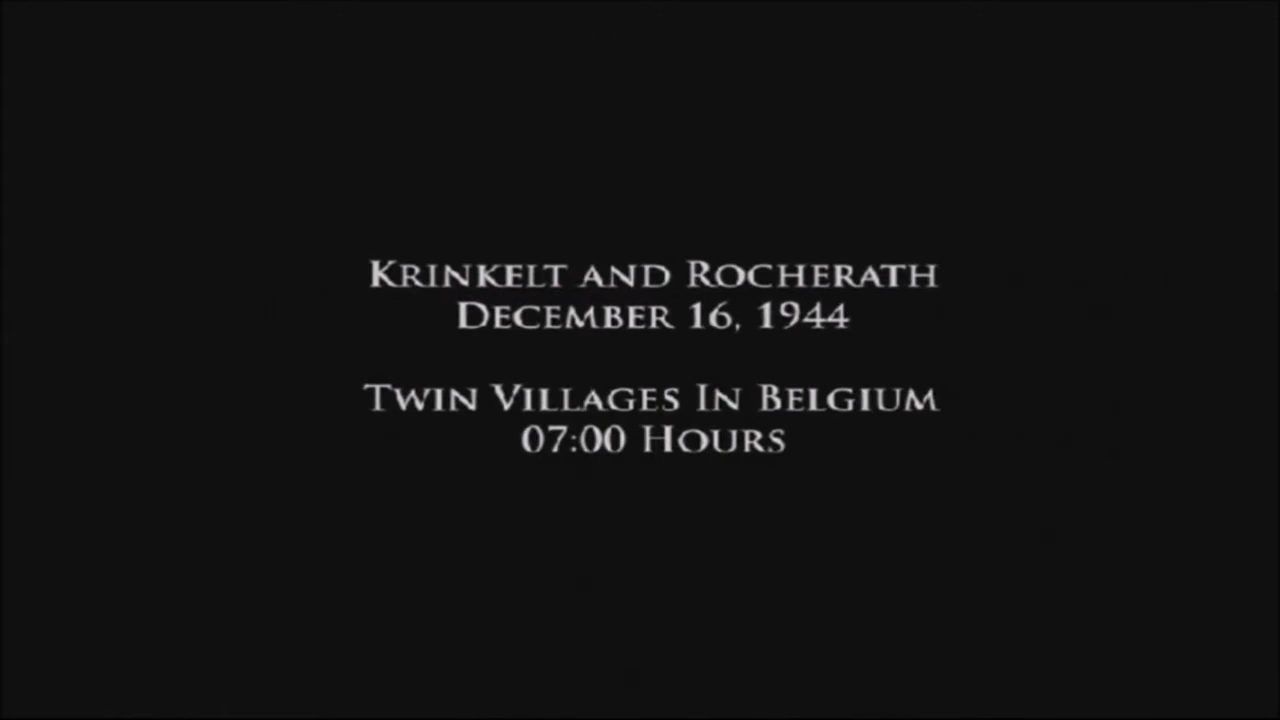 Krinkelt and Rocherath
December 16, 1944
Twin Villages In Belgium
07:00 Hours